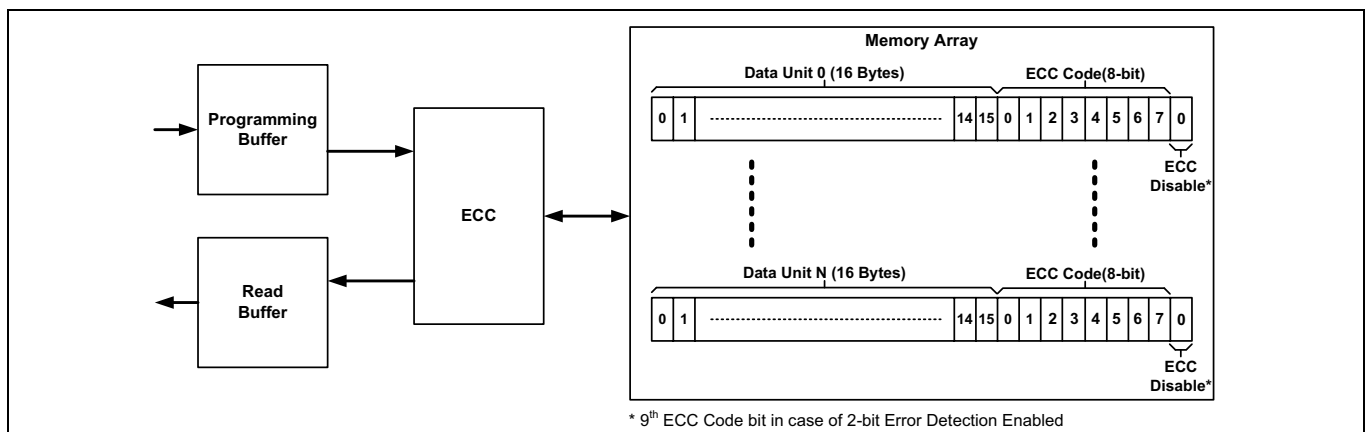 Memory Array
Data Unit 0 (16 Bytes) ECC Code(8-bit)
0 1 14 15 0 1 2 3 4 5 6 7 0
ECC
Disable*
Programming
Buffer
ECC
Read
Buffer
Data Unit N (16 Bytes) ECC Code(8-bit)
0 1 14 15 0 1 2 3 4 5 6 7 0
ECC
Disable*
* 9th ECC Code bit in case of 2-bit Error Detection Enabled